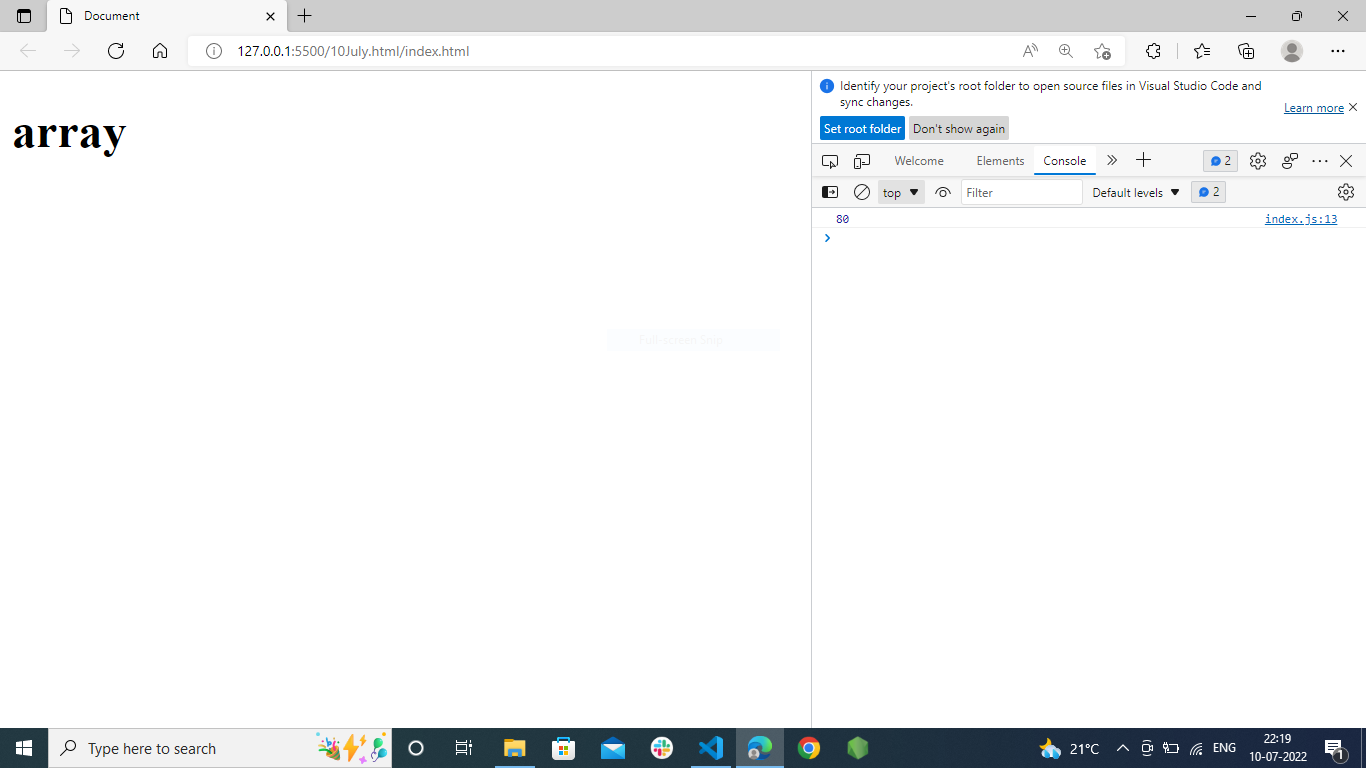 Document
127.0.0.1:5500/10July.html/index.html
array
Identify your project's root folder to open source files in Visual Studio Code and
sync changes.
Learn more
Set root folder
Don't show again
Welcome
Elements
Console
2
top
Filter
Default levels
2
80
index.js:13
Full-screen Snip
Type here to search
21°C
ENG
22:19
10-07-2022
1